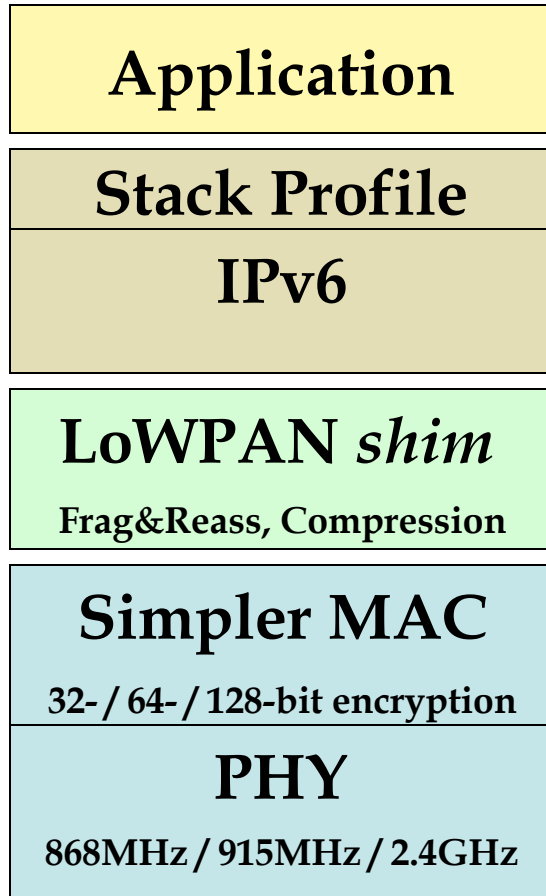 Application
Stack Profile
IPv6
LoWPAN shim
Frag&Reass, Compression
Simpler MAC
32- / 64- / 128-bit encryption
PHY
868MHz / 915MHz / 2.4GHz